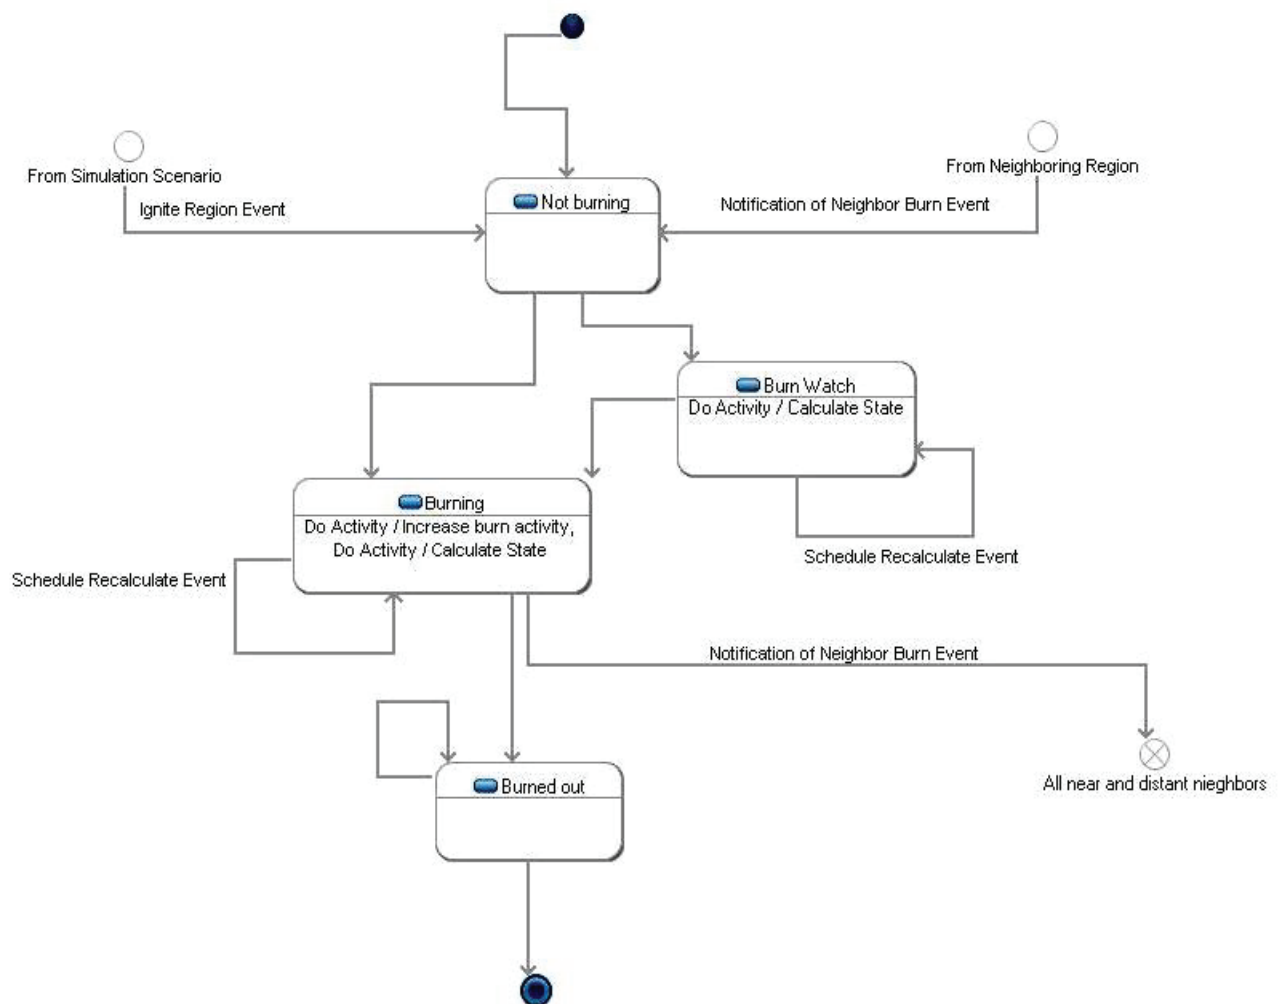 From Simulation Scenario
From Neighboring Region
Ignite Region Event
Notification of Neighbor Burn Event
Not burning
Burn Watch
Do Activity / Calculate State
Schedule Recalculate Event
Burning
Do Activity / Increase burn activity,
Do Activity / Calculate State
Schedule Recalculate Event
Notification of Neighbor Burn Event
All near and distant nieghbors
Burned out